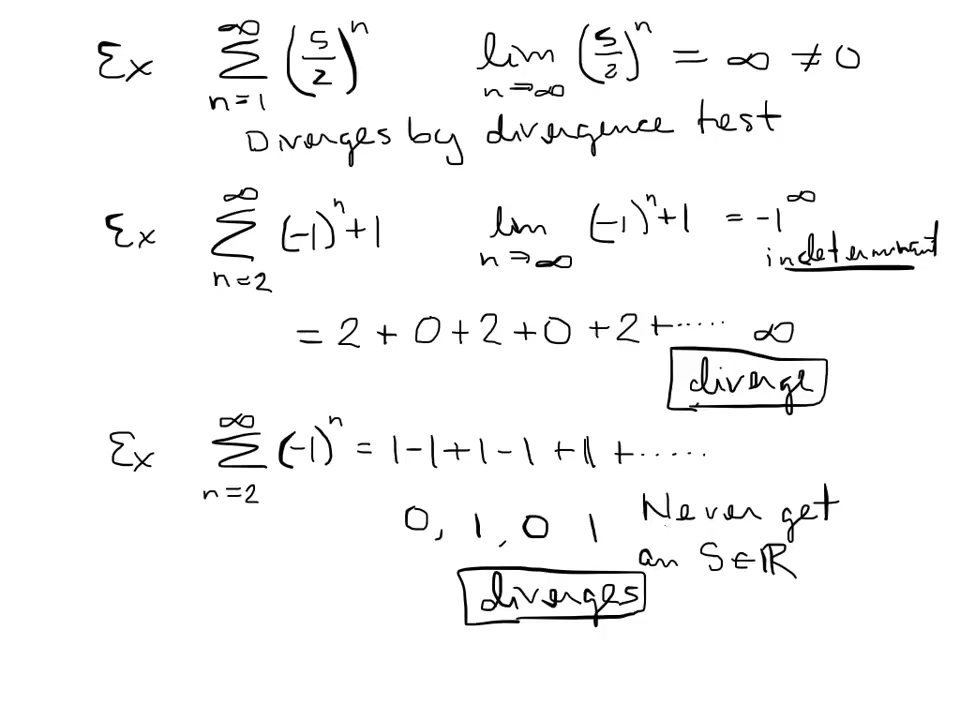 Ex ∞∑n=1 (5/2)^n lim n→∞ (5/2)^n = ∞ ≠ 0
Diverges by divergence test
Ex ∞∑n=2 (-1)^n+1 lim n→∞ (-1)^n+1 = -1^∞
indeterminant
= 2 + 0 + 2 + 0 + 2 + ..... ∞
diverge
Ex ∞∑n=2 (-1)^n = 1-1+1-1+1 + .....
0, 1, 0 1 Never get
an S∈ℝ
diverges